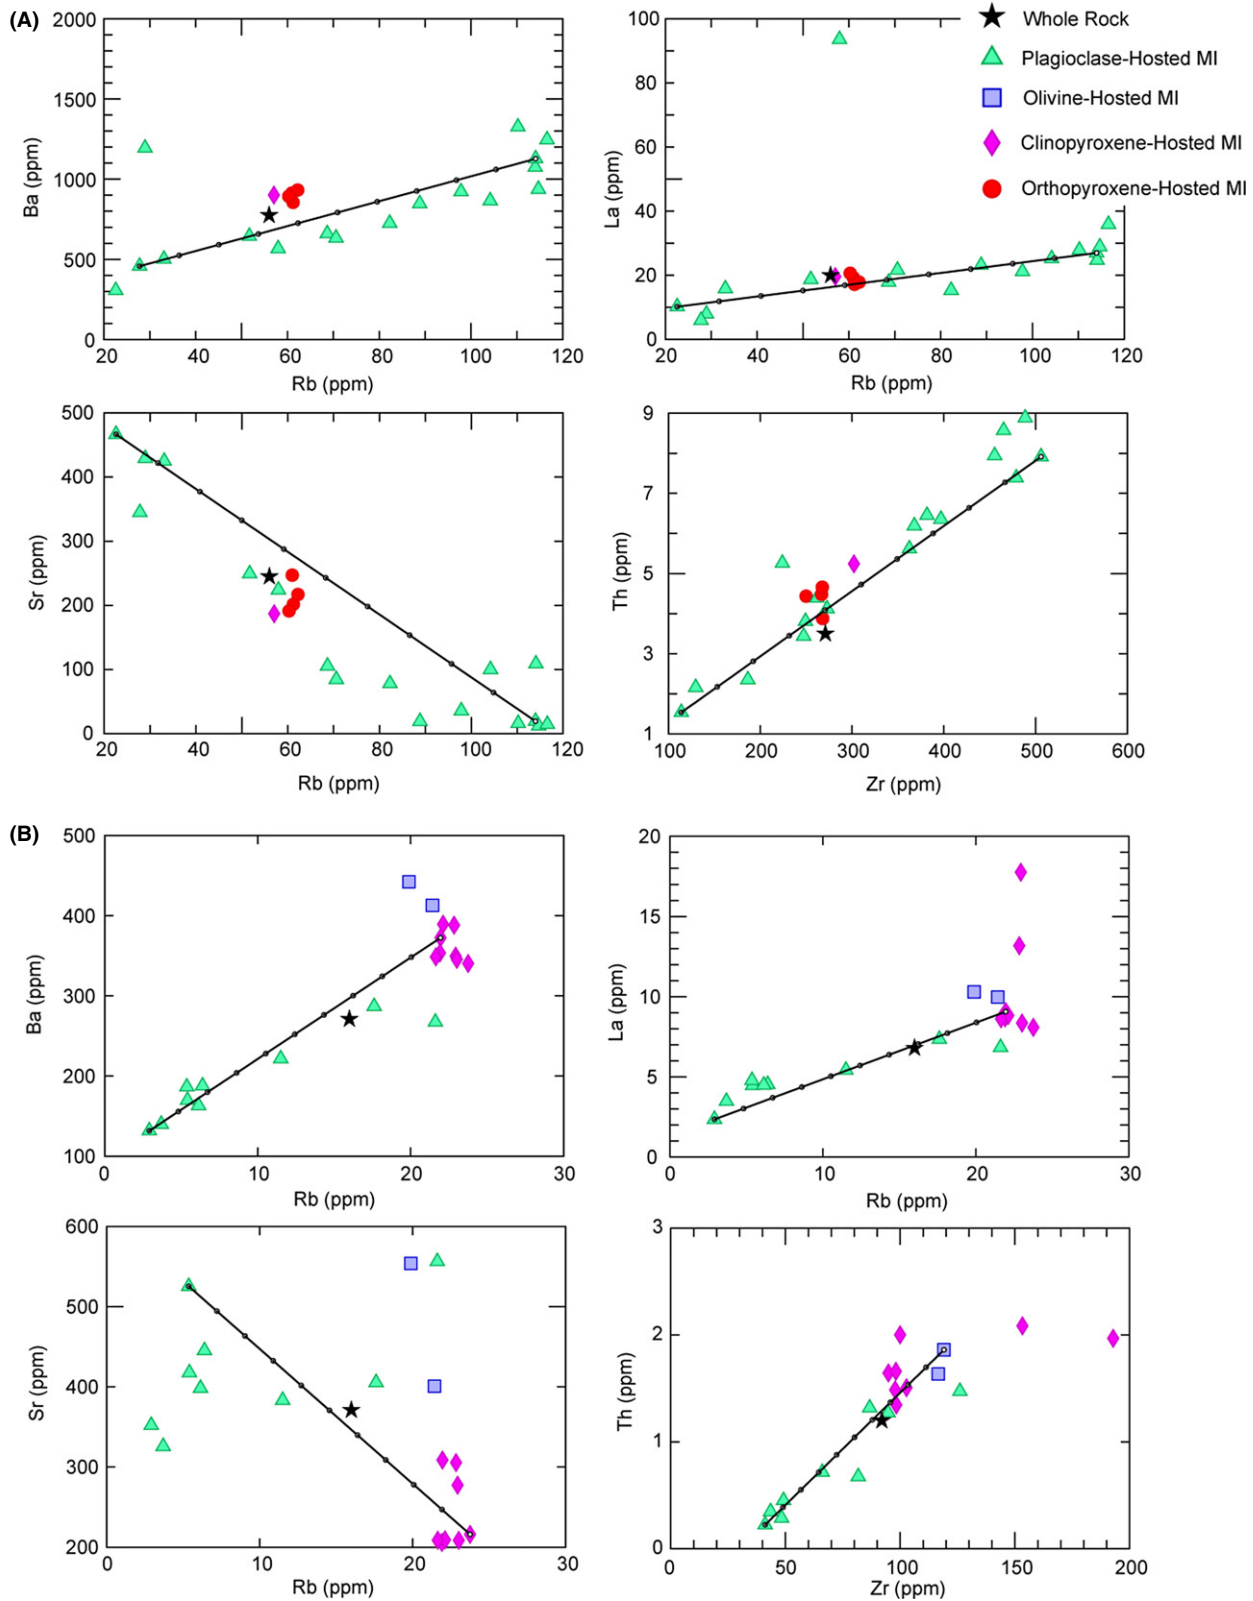 (A)
2000
1500
1000
500
0
Ba (ppm)
20 40 60 80 100 120
Rb (ppm)
100
80
60
40
20
0
La (ppm)
20 40 60 80 100 120
Rb (ppm)
Whole Rock
Plagioclase-Hosted MI
Olivine-Hosted MI
Clinopyroxene-Hosted MI
Orthopyroxene-Hosted MI
500
400
300
200
100
0
Sr (ppm)
20 40 60 80 100 120
Rb (ppm)
9
7
5
3
1
Th (ppm)
100 200 300 400 500 600
Zr (ppm)
(B)
500
400
300
200
100
Ba (ppm)
0 10 20 30
Rb (ppm)
20
15
10
5
0
La (ppm)
0 10 20 30
Rb (ppm)
600
500
400
300
200
Sr (ppm)
0 10 20 30
Rb (ppm)
3
2
1
0
Th (ppm)
0 50 100 150 200
Zr (ppm)